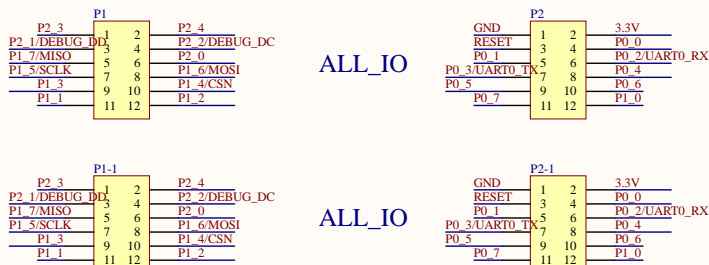 P1 P2
P2_3 1 2 P2_4 GND 1 2 3.3V
P2_1/DEBUG_DD 3 4 P2_2/DEBUG_DC RESET 3 4 P0_0
P1_7/MISO 5 6 P2_0 P0_1 5 6 P0_2/UART0_RX
P1_5/SCLK 7 8 P1_6/MOSI ALL_IO P0_3/UART0_TX 7 8 P0_4
P1_3 9 10 P1_4/CSN P0_5 9 10 P0_6
P1_1 11 12 P1_2 P0_7 11 12 P1_0
P1-1 P2-1
P2_3 1 2 P2_4 GND 1 2 3.3V
P2_1/DEBUG_DD 3 4 P2_2/DEBUG_DC RESET 3 4 P0_0
P1_7/MISO 5 6 P2_0 P0_1 5 6 P0_2/UART0_RX
P1_5/SCLK 7 8 P1_6/MOSI ALL_IO P0_3/UART0_TX 7 8 P0_4
P1_3 9 10 P1_4/CSN P0_5 9 10 P0_6
P1_1 11 12 P1_2 P0_7 11 12 P1_0